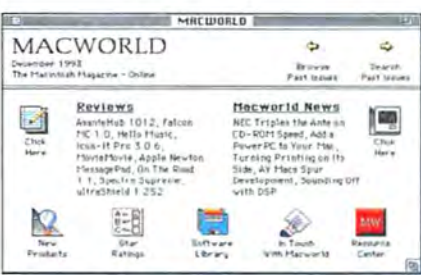 MACWORLD
MACWORLD
December 1993
The Macintosh Magazine - Online
Browse
Past Issues
Search
Past Issues
Reviews
AsanteHub 1012, Falcon
MC 1.0, Hello Music,
Icon-It Pro 3.0.6,
MovieMovie, Apple Newton
MessagePad, On The Road
1.1, Spectre Supreme,
ultraShield 1.2S2
Click
Here
Macworld News
NEC Triples the Ante on
CD-ROM Speed, Add a
PowerPC to Your Mac,
Turning Printing on Its
Side, AV Macs Spur
Development, Sounding Off
with DSP
Click
Here
New
Products
Star
Ratings
Software
Library
In Touch
With Macworld
MW
Resource
Center